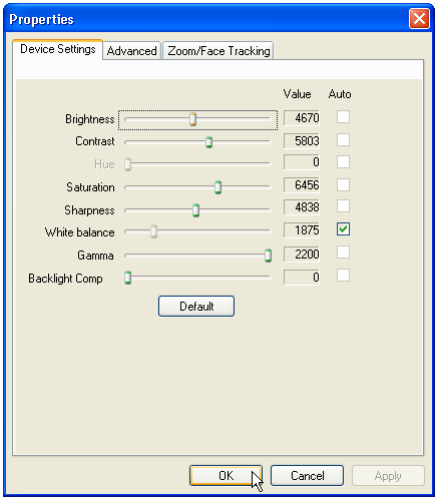 Properties
Device Settings Advanced Zoom/Face Tracking
Value Auto
Brightness 4670
Contrast 5803
Hue 0
Saturation 6456
Sharpness 4838
White balance 1875
Gamma 2200
Backlight Comp 0
Default
OK Cancel Apply